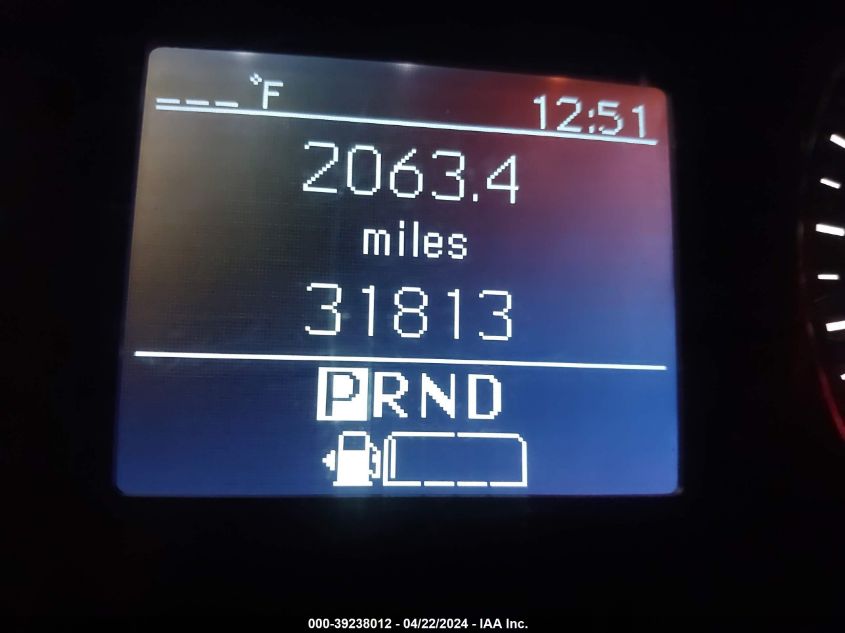 --- °F 12:51
2063.4
miles
31813
PRND
000-39238012 - 04/22/2024 - IAA Inc.